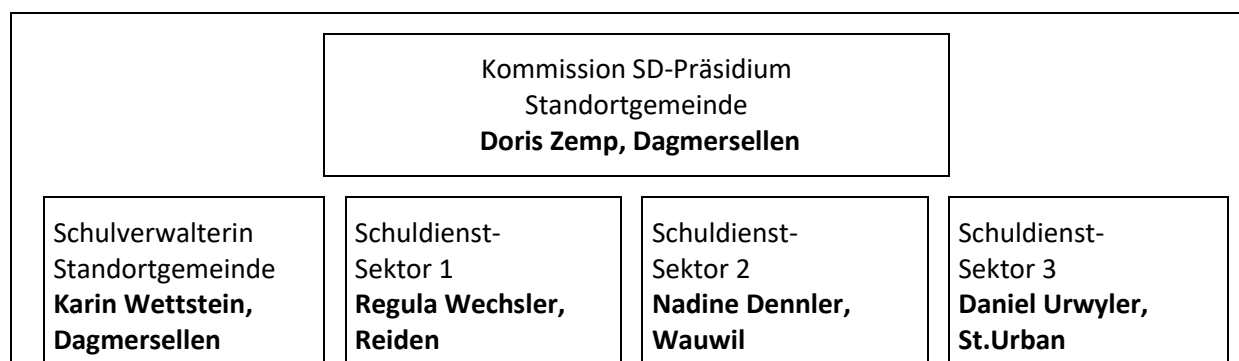 Kommission SD-Präsidium
Standortgemeinde
Doris Zemp, Dagmersellen
Schulverwalterin
Standortgemeinde
Karin Wettstein,
Dagmersellen
Schuldienst-
Sektor 1
Regula Wechsler,
Reiden
Schuldienst-
Sektor 2
Nadine Dennler,
Wauwil
Schuldienst-
Sektor 3
Daniel Urwyler,
St.Urban